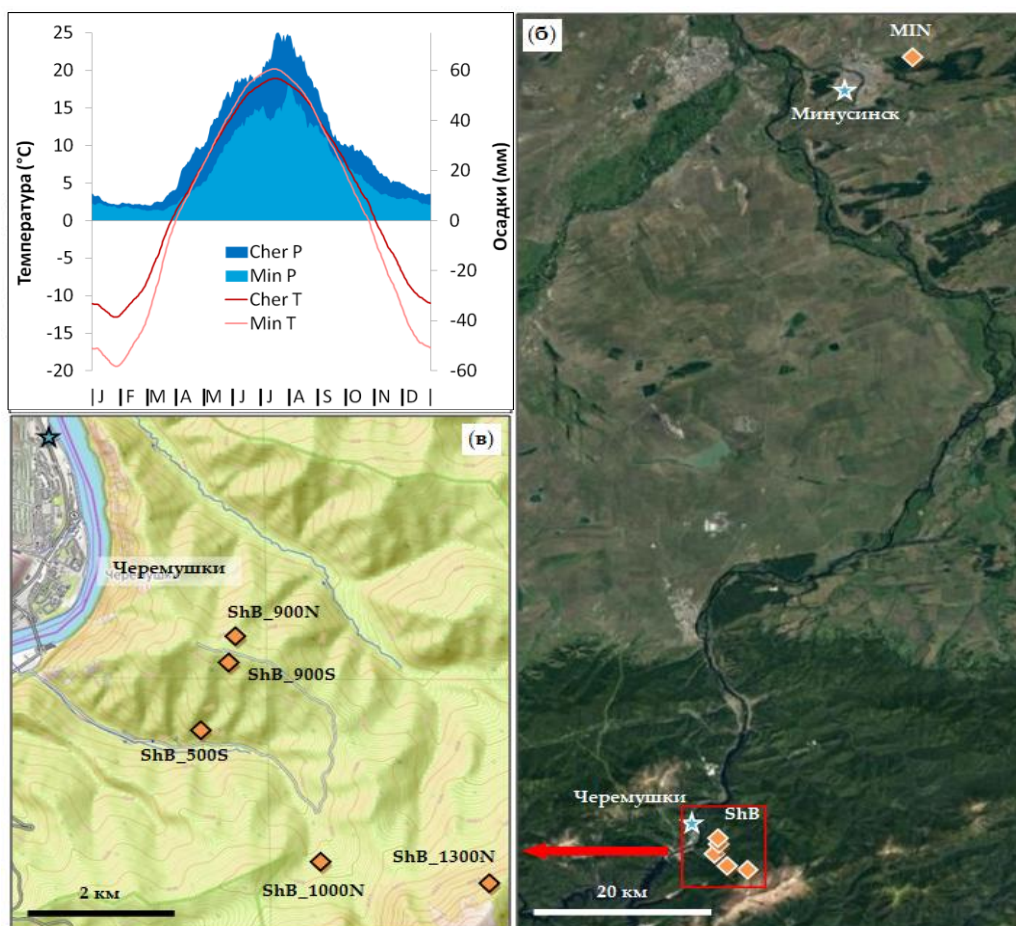 25
20
15
10
5
0
-5
-10
-15
-20
Температура (°C)
60
40
20
0
-20
-40
-60
Осадки (мм)
Cher P
Min P
Cher T
Min T
J F M A M J J A S O N D
(б)
MIN
Минусинск
Черемушки
ShB
20 км
(в)
Черемушки
Черемушки
ShB_900N
ShB_900S
ShB_500S
ShB_1000N
ShB_1300N
2 км